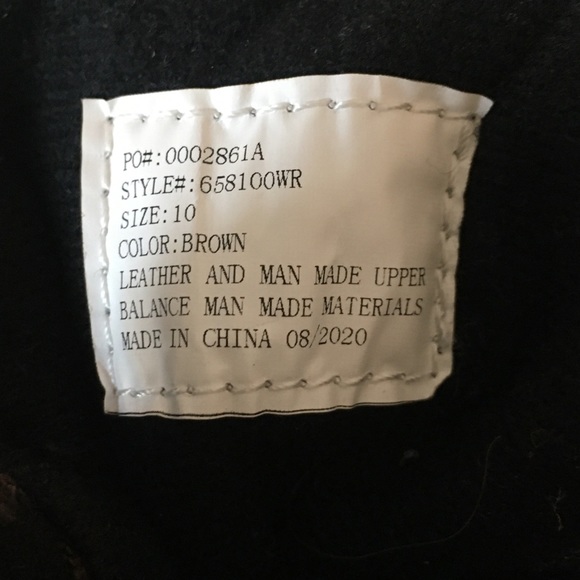 PO#:0002861A
STYLE#:658100WR
SIZE:10
COLOR:BROWN
LEATHER AND MAN MADE UPPER
BALANCE MAN MADE MATERIALS
MADE IN CHINA 08/2020